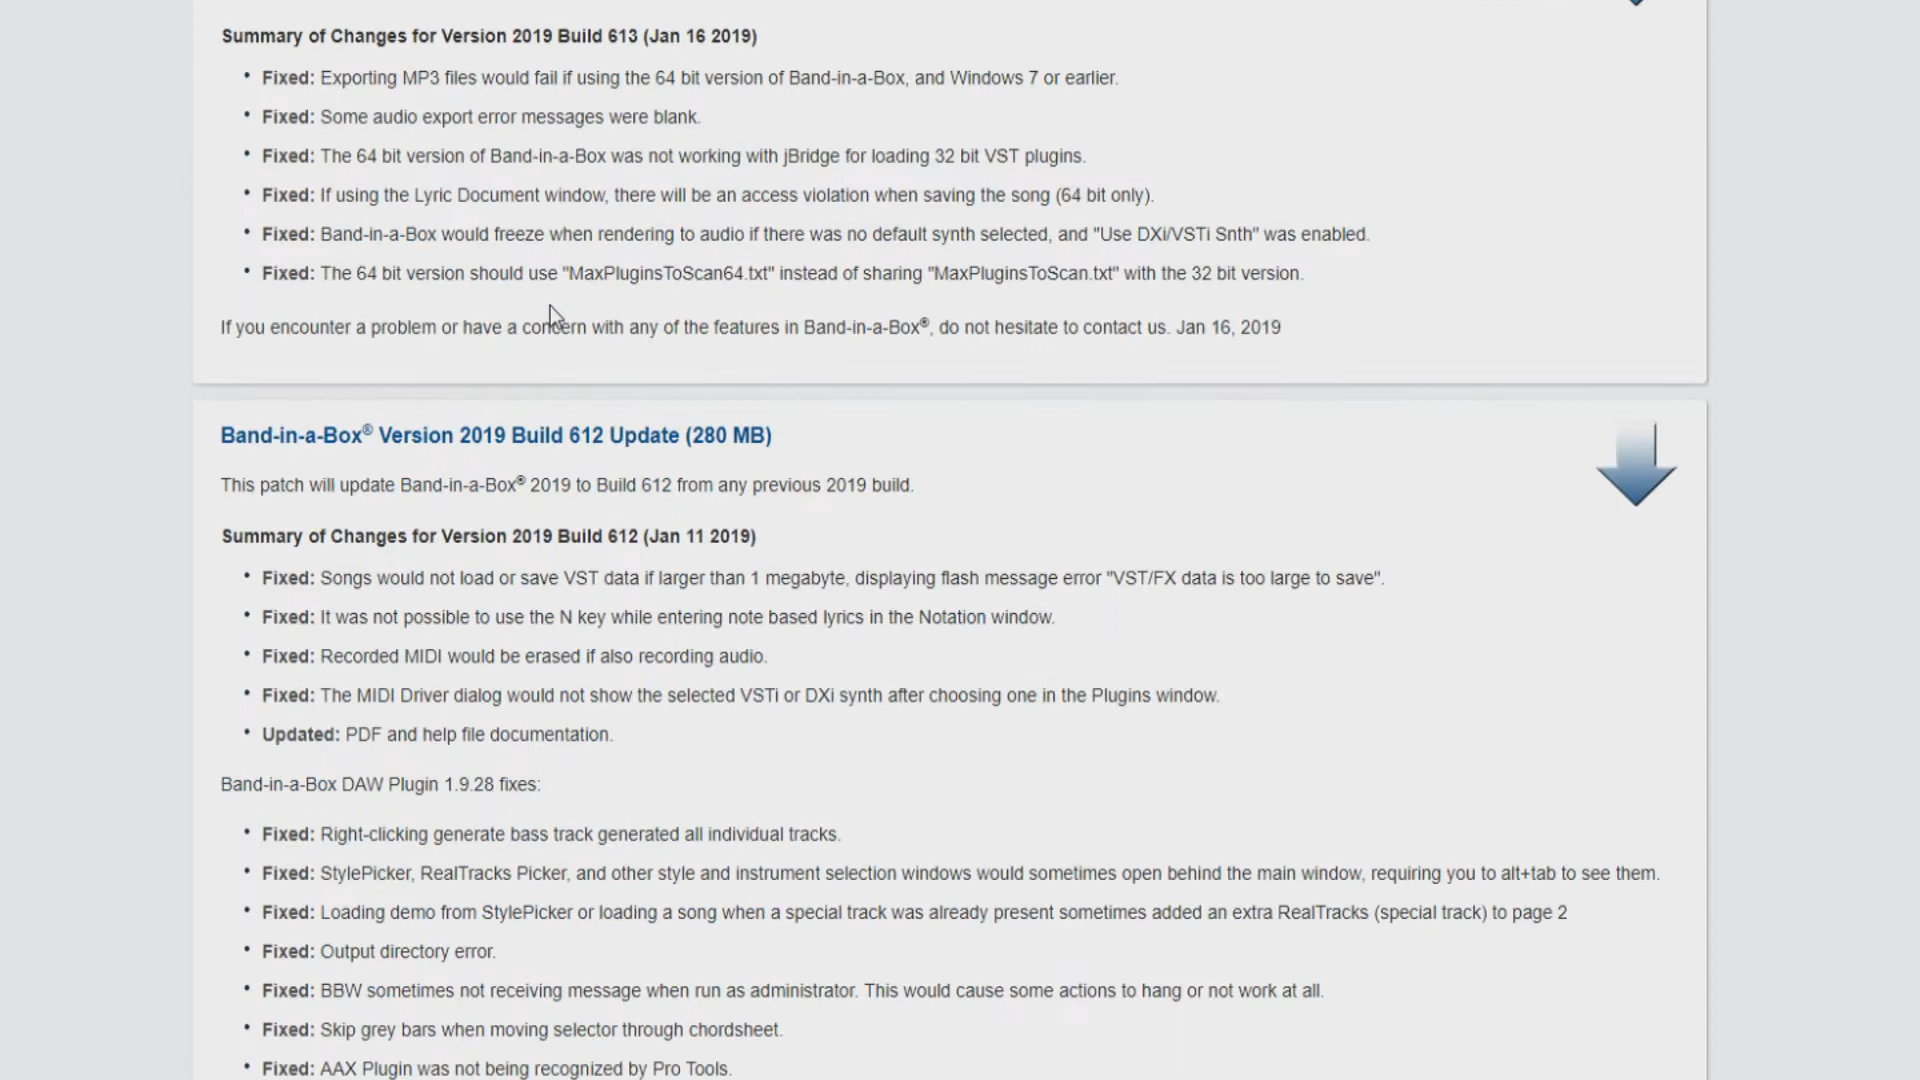 Summary of Changes for Version 2019 Build 613 (Jan 16 2019)
• Fixed: Exporting MP3 files would fail if using the 64 bit version of Band-in-a-Box, and Windows 7 or earlier.
• Fixed: Some audio export error messages were blank.
• Fixed: The 64 bit version of Band-in-a-Box was not working with jBridge for loading 32 bit VST plugins.
• Fixed: If using the Lyric Document window, there will be an access violation when saving the song (64 bit only).
• Fixed: Band-in-a-Box would freeze when rendering to audio if there was no default synth selected, and "Use DXi/VSTi Snth" was enabled.
• Fixed: The 64 bit version should use "MaxPluginsToScan64.txt" instead of sharing "MaxPluginsToScan.txt" with the 32 bit version.
If you encounter a problem or have a concern with any of the features in Band-in-a-Box®, do not hesitate to contact us. Jan 16, 2019
Band-in-a-Box® Version 2019 Build 612 Update (280 MB)
This patch will update Band-in-a-Box® 2019 to Build 612 from any previous 2019 build.
Summary of Changes for Version 2019 Build 612 (Jan 11 2019)
• Fixed: Songs would not load or save VST data if larger than 1 megabyte, displaying flash message error "VST/FX data is too large to save".
• Fixed: It was not possible to use the N key while entering note based lyrics in the Notation window.
• Fixed: Recorded MIDI would be erased if also recording audio.
• Fixed: The MIDI Driver dialog would not show the selected VSTi or DXi synth after choosing one in the Plugins window.
• Updated: PDF and help file documentation.
Band-in-a-Box DAW Plugin 1.9.28 fixes:
• Fixed: Right-clicking generate bass track generated all individual tracks.
• Fixed: StylePicker, RealTracks Picker, and other style and instrument selection windows would sometimes open behind the main window, requiring you to alt+tab to see them.
• Fixed: Loading demo from StylePicker or loading a song when a special track was already present sometimes added an extra RealTracks (special track) to page 2
• Fixed: Output directory error.
• Fixed: BBW sometimes not receiving message when run as administrator. This would cause some actions to hang or not work at all.
• Fixed: Skip grey bars when moving selector through chordsheet.
• Fixed: AAX Plugin was not being recognized by Pro Tools.